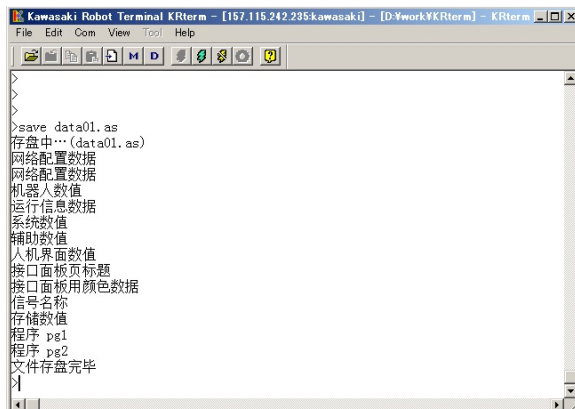 Kawasaki Robot Terminal KRterm - [157.115.242.235:kawasaki] - [D:¥work¥KRterm] - KRterm
File Edit Com View Tool Help
M D
>
>
>
>save data01.as
存盘中…(data01.as)
网络配置数据
网络配置数据
机器人数值
运行信息数据
系统数值
辅助数值
人机界面数值
接口面板页标题
接口面板用颜色数据
信号名称
存储数值
程序 pg1
程序 pg2
文件存盘完毕
>